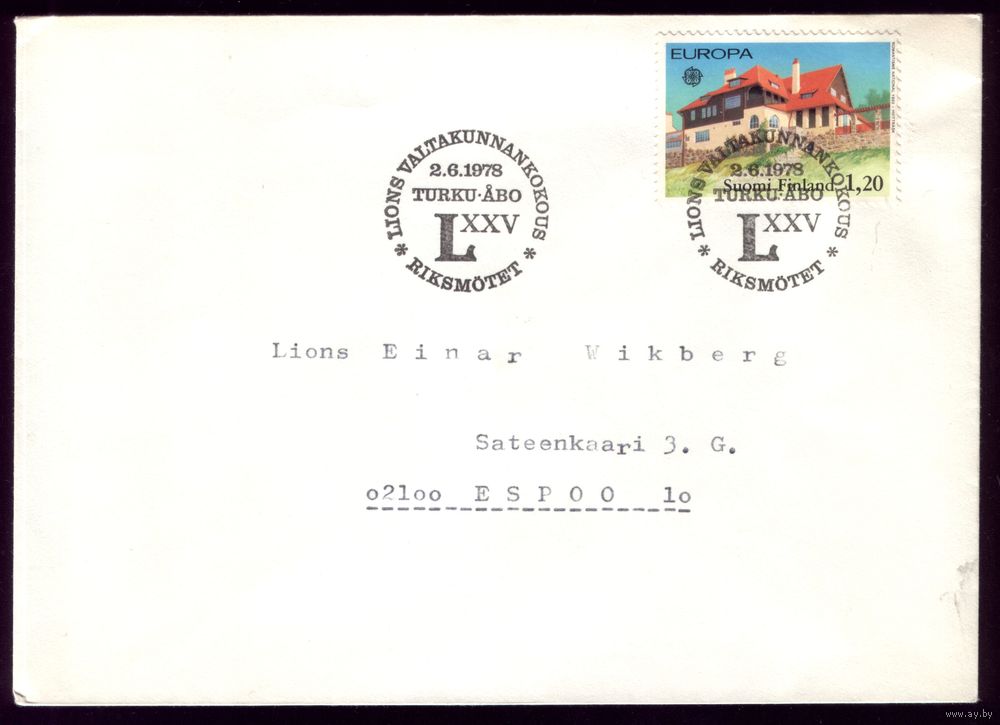 EUROPA
Suomi Finland 1,20
LIONS VALTAKUNNANKOKOUS
2.6.1978
TURKU·ÅBO
LXXV
* RIKSMÖTET *
LIONS VALTAKUNNANKOKOUS
2.6.1978
TURKU·ÅBO
LXXV
* RIKSMÖTET *
Lions Einar Wikberg
Sateenkaari 3. G.
o21oo ESPOO 1o
www.ay.by